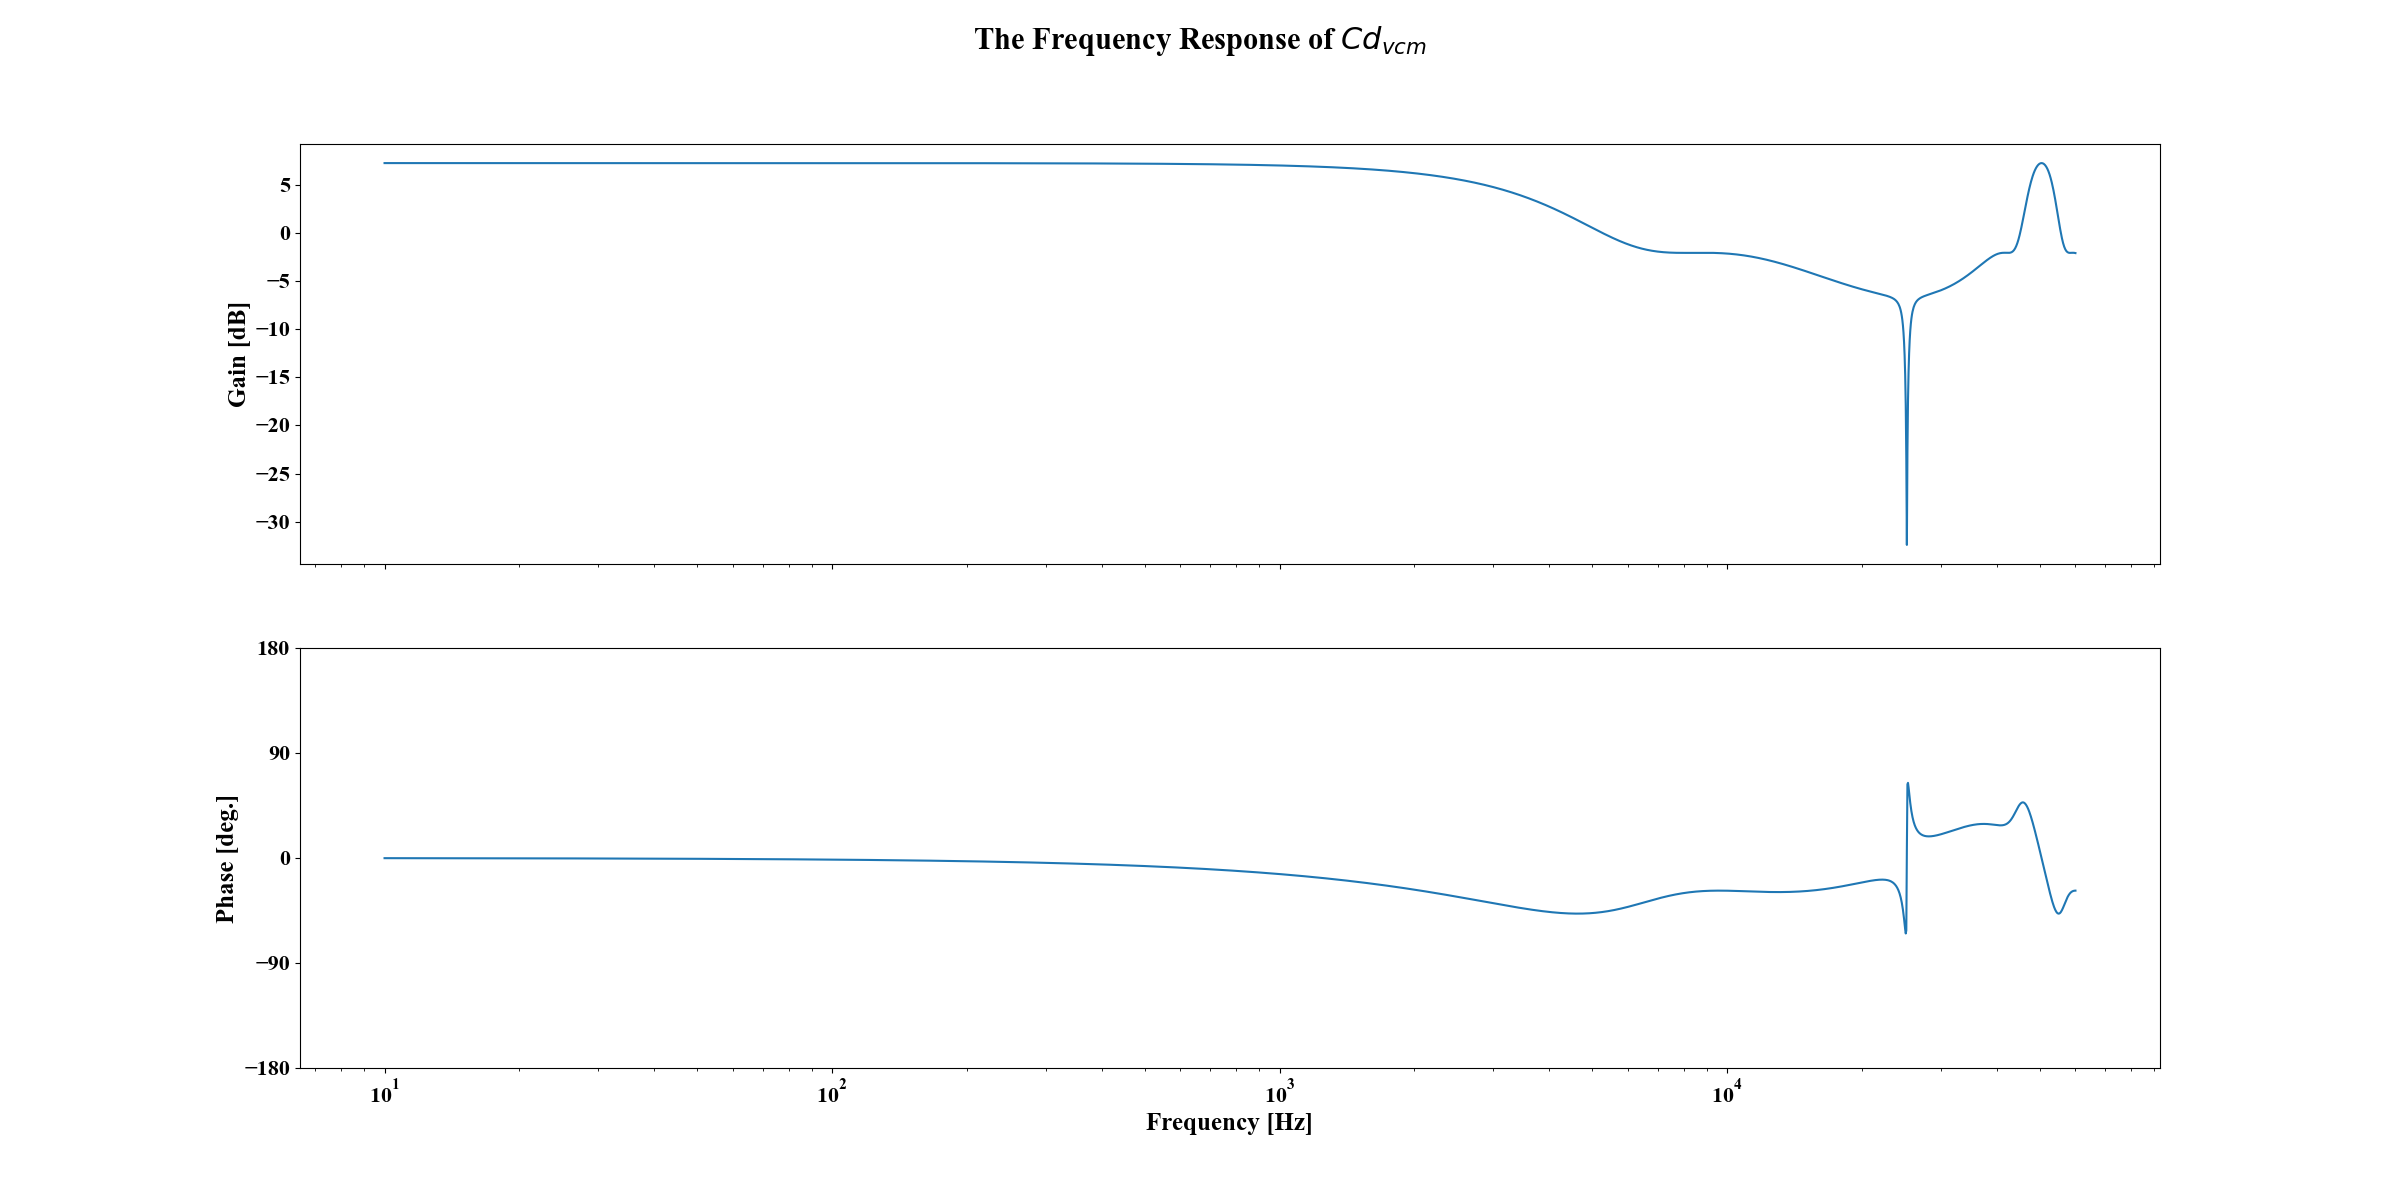 The Frequency Response of Cd_vcm
5
0
−5
−10
−15
−20
−25
−30
Gain [dB]
180
90
0
−90
−180
Phase [deg.]
10^1 10^2 10^3 10^4
Frequency [Hz]